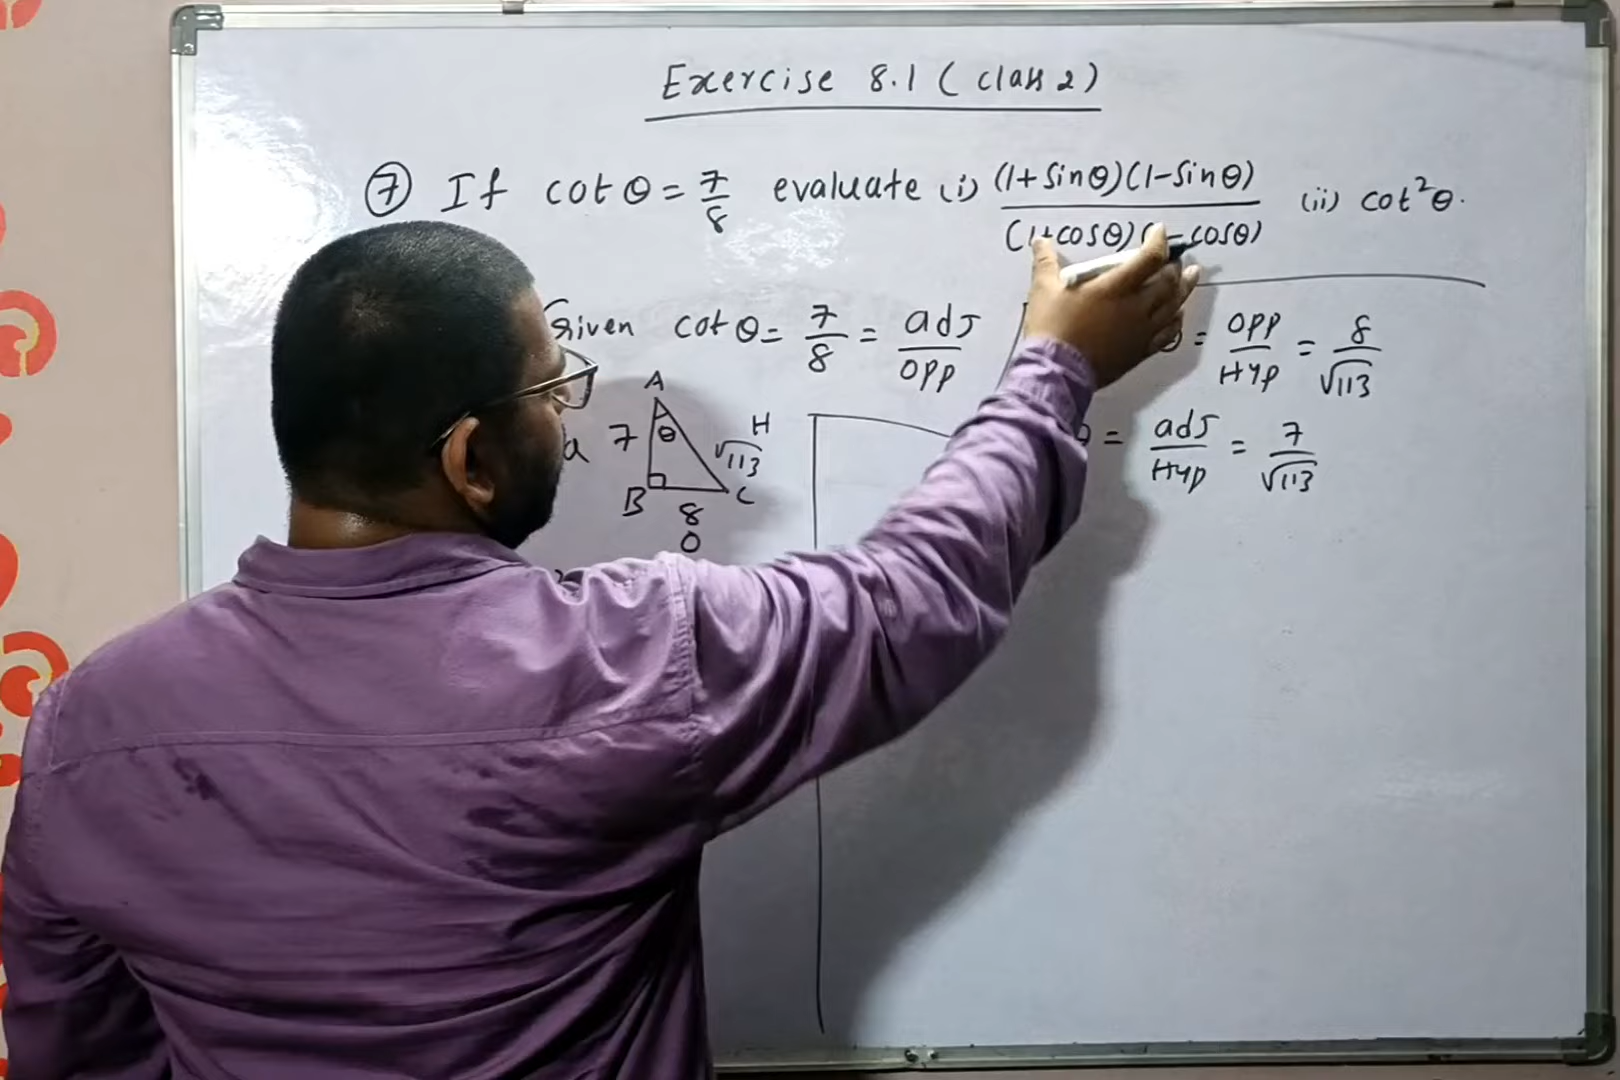 Exercise 8.1 ( class 2)
⑦ If cot θ = 7/8 evaluate (i) (1+sinθ)(1-sinθ) / (1+cosθ)(1-cosθ) (ii) cot²θ.
Given cot θ = 7/8 = adj/opp
= opp/Hyp = 8/√113
= adj/Hyp = 7/√113
A
7 θ H
√113
B C
8
O